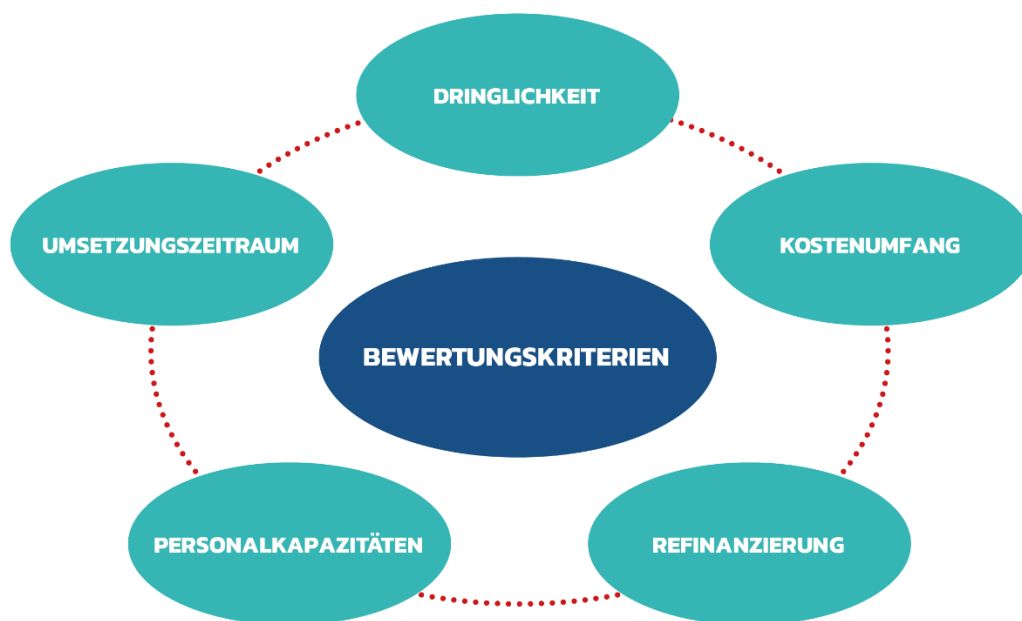 DRINGLICHKEIT
KOSTENUMFANG
REFINANZIERUNG
PERSONALKAPAZITÄTEN
UMSETZUNGSZEITRAUM
BEWERTUNGSKRITERIEN